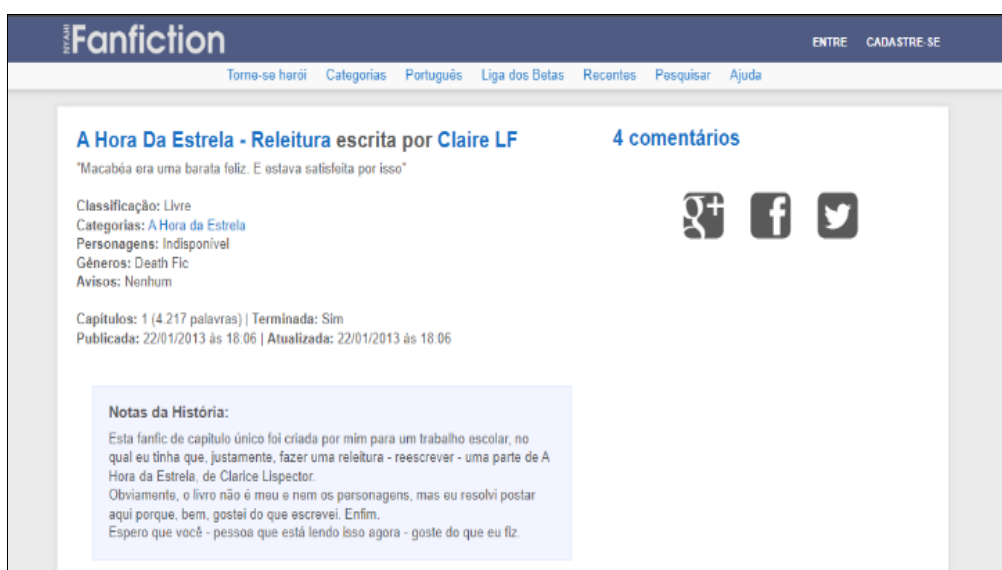 NYAH! Fanfiction
ENTRE CADASTRE-SE
Torne-se herói Categorias Português Liga dos Betas Recentes Pesquisar Ajuda
A Hora Da Estrela - Releitura escrita por Claire LF
4 comentários
"Macabéa era uma barata feliz. E estava satisfeita por isso"
Classificação: Livre
Categorias: A Hora da Estrela
Personagens: Indisponível
Gêneros: Death Fic
Avisos: Nenhum
Capítulos: 1 (4.217 palavras) | Terminada: Sim
Publicada: 22/01/2013 às 18:06 | Atualizada: 22/01/2013 às 18:06
Notas da História:
Esta fanfic de capítulo único foi criada por mim para um trabalho escolar, no
qual eu tinha que, justamente, fazer uma releitura - reescrever - uma parte de A
Hora da Estrela, de Clarice Lispector.
Obviamente, o livro não é meu e nem os personagens, mas eu resolvi postar
aqui porque, bem, gostei do que escrevei. Enfim.
Espero que você - pessoa que está lendo isso agora - goste do que eu fiz.